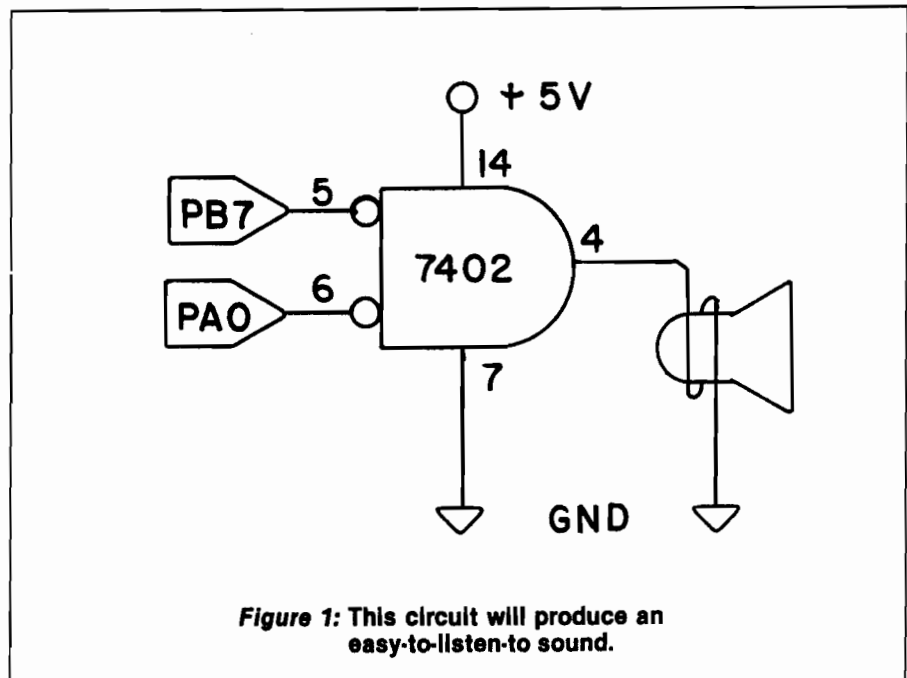 + 5V
14
PB7
5
4
7402
PA0
6
7
GND
Figure 1: This circuit will produce an
easy-to-listen-to sound.